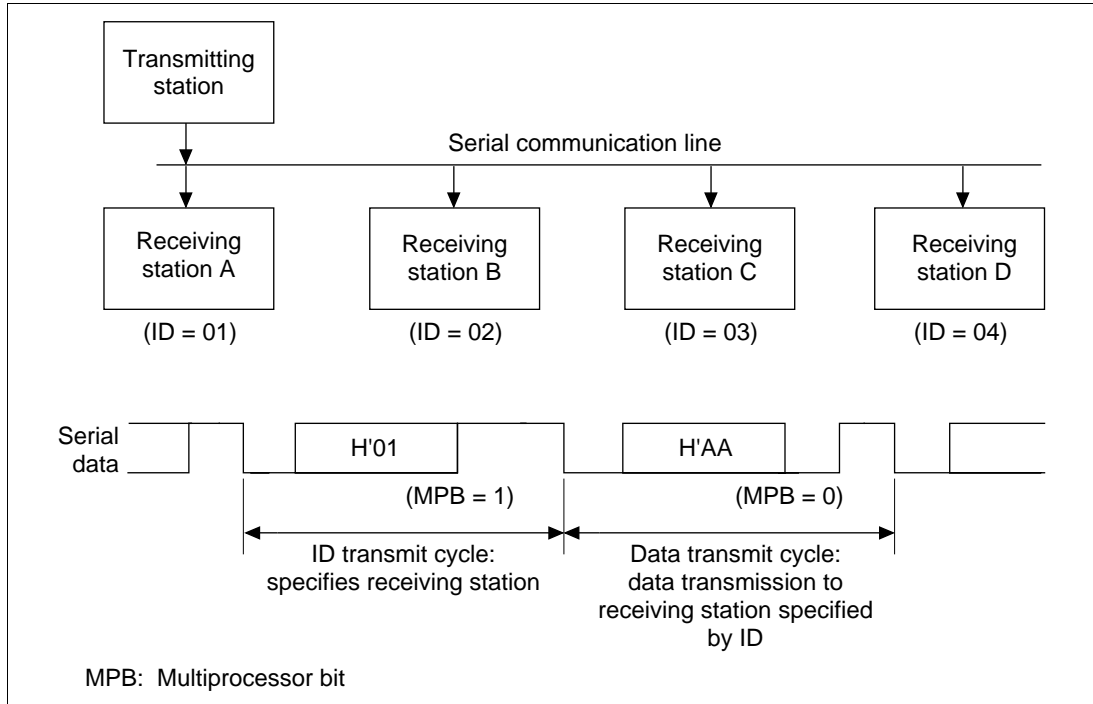 Transmitting
station
Serial communication line
Receiving
station A
Receiving
station B
Receiving
station C
Receiving
station D
(ID = 01)
(ID = 02)
(ID = 03)
(ID = 04)
Serial
data
H'01
H'AA
(MPB = 1)
(MPB = 0)
ID transmit cycle:
specifies receiving station
Data transmit cycle:
data transmission to
receiving station specified
by ID
MPB: Multiprocessor bit